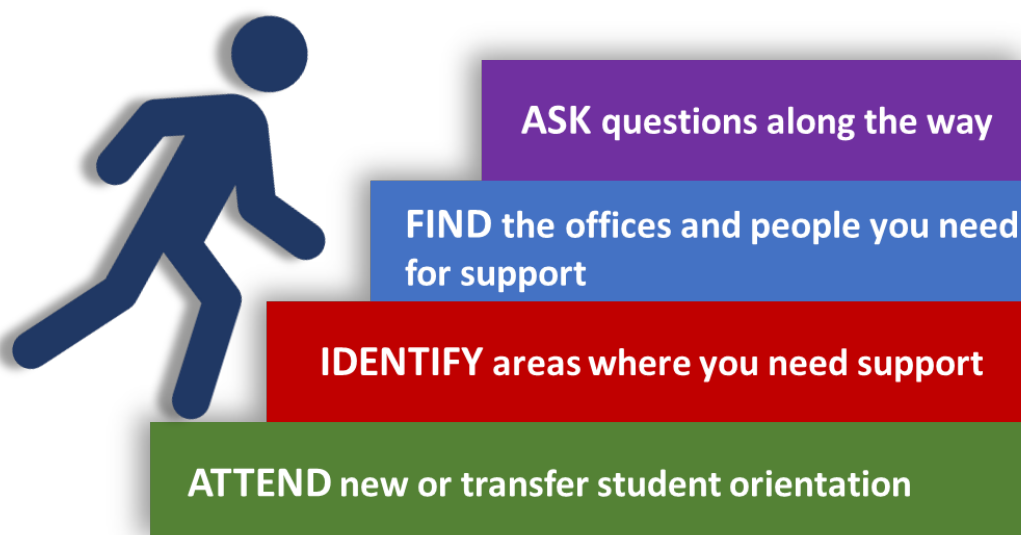 ASK questions along the way
FIND the offices and people you need
for support
IDENTIFY areas where you need support
ATTEND new or transfer student orientation